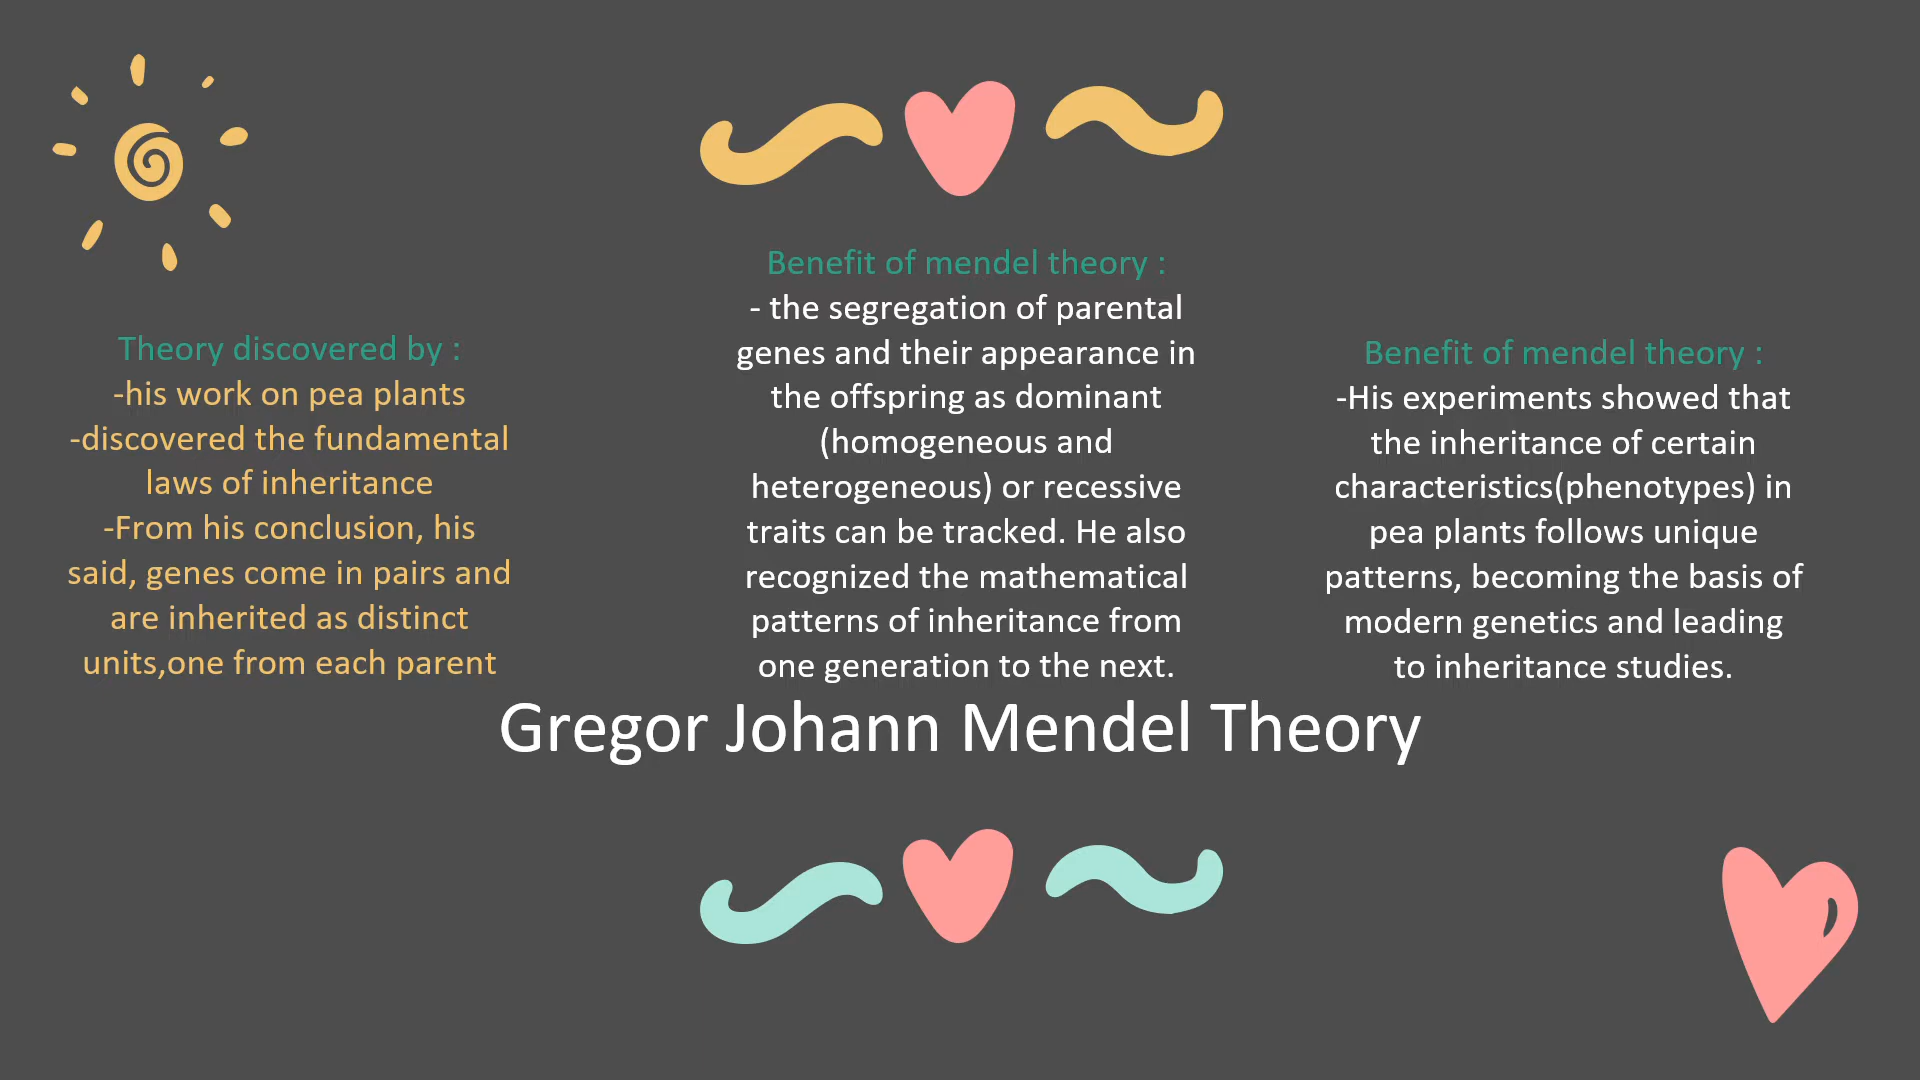 Theory discovered by :
-his work on pea plants
-discovered the fundamental
laws of inheritance
-From his conclusion, his
said, genes come in pairs and
are inherited as distinct
units,one from each parent
Benefit of mendel theory :
- the segregation of parental
genes and their appearance in
the offspring as dominant
(homogeneous and
heterogeneous) or recessive
traits can be tracked. He also
recognized the mathematical
patterns of inheritance from
one generation to the next.
Benefit of mendel theory :
-His experiments showed that
the inheritance of certain
characteristics(phenotypes) in
pea plants follows unique
patterns, becoming the basis of
modern genetics and leading
to inheritance studies.
Gregor Johann Mendel Theory